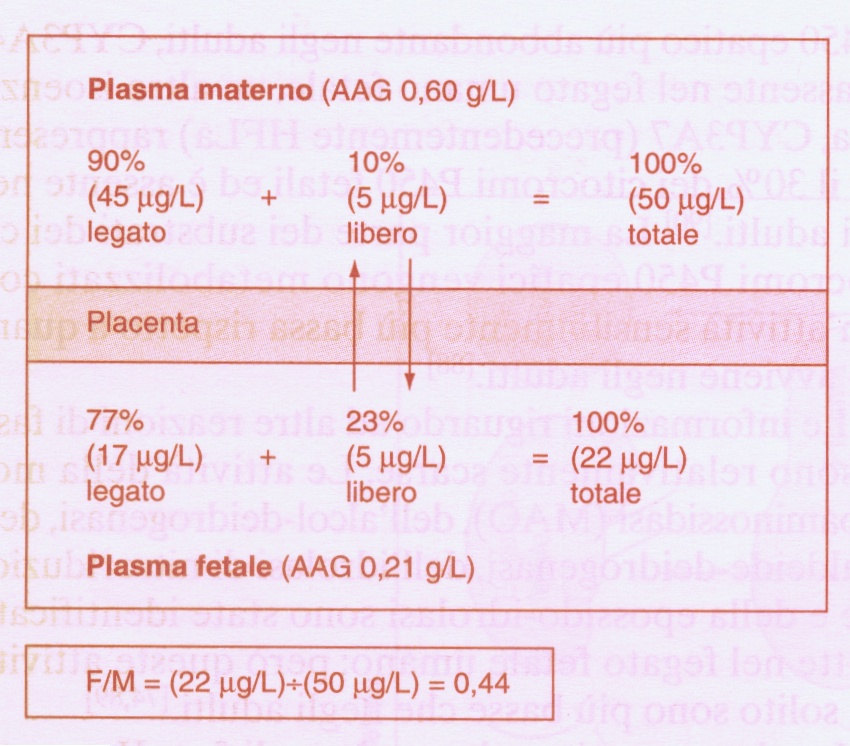 Plasma materno (AAG 0,60 g/L)
90% 10% 100%
(45 µg/L) + (5 µg/L) = (50 µg/L)
legato libero totale
Placenta
77% 23% 100%
(17 µg/L) + (5 µg/L) = (22 µg/L)
legato libero totale
Plasma fetale (AAG 0,21 g/L)
F/M = (22 µg/L)÷(50 µg/L) = 0,44